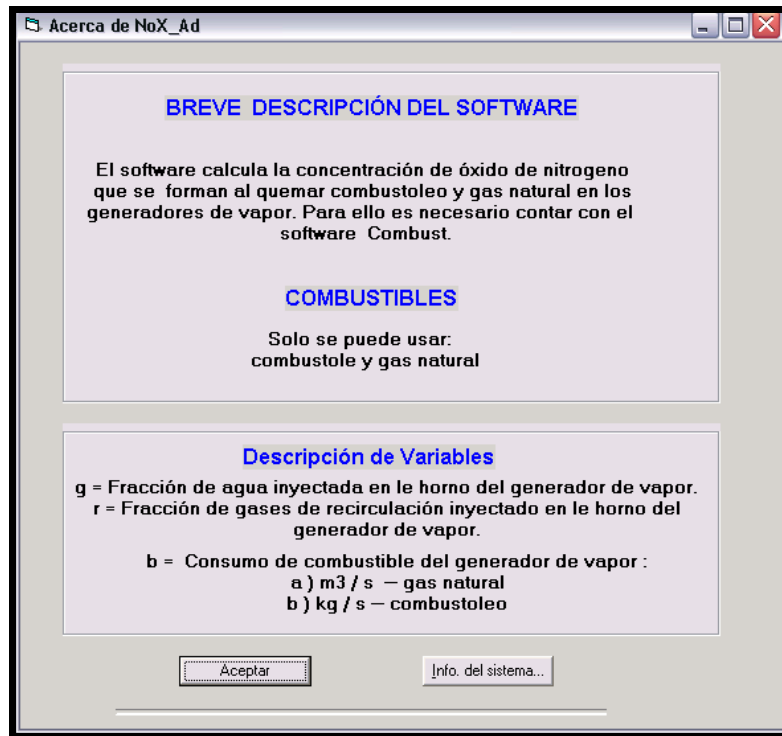 Acerca de NoX_Ad
BREVE DESCRIPCIÓN DEL SOFTWARE
El software calcula la concentración de óxido de nitrogeno
que se forman al quemar combustoleo y gas natural en los
generadores de vapor. Para ello es necesario contar con el
software Combust.
COMBUSTIBLES
Solo se puede usar:
combustole y gas natural
Descripción de Variables
g = Fracción de agua inyectada en le horno del generador de vapor.
r = Fracción de gases de recirculación inyectado en le horno del
generador de vapor.
b = Consumo de combustible del generador de vapor :
a ) m3 / s – gas natural
b ) kg / s – combustoleo
Aceptar
Info. del sistema...